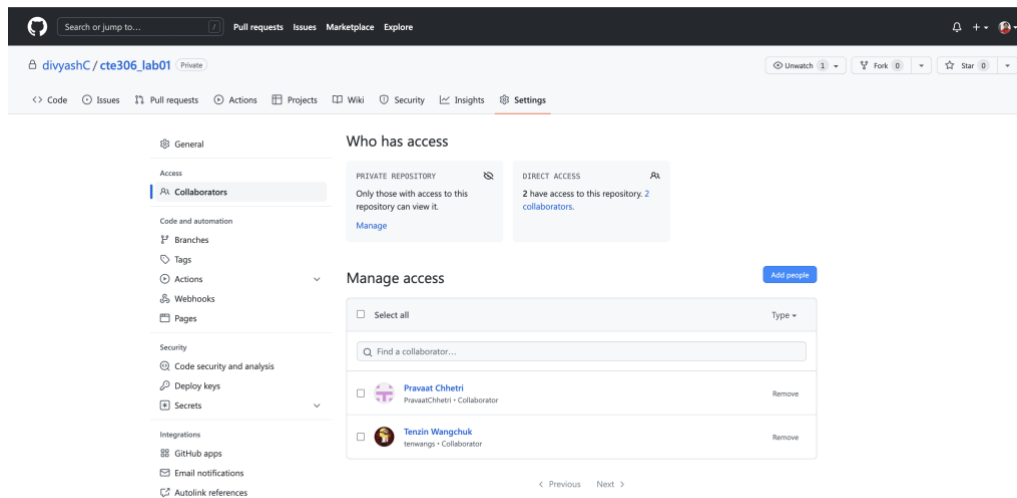 Search or jump to... / Pull requests Issues Marketplace Explore
divyashC / cte306_lab01 Private Unwatch 1 Fork 0 Star 0
Code Issues Pull requests Actions Projects Wiki Security Insights Settings
General
Access
Collaborators
Code and automation
Branches
Tags
Actions
Webhooks
Pages
Security
Code security and analysis
Deploy keys
Secrets
Integrations
GitHub apps
Email notifications
Autolink references
Who has access
PRIVATE REPOSITORY
Only those with access to this
repository can view it.
Manage
DIRECT ACCESS
2 have access to this repository. 2
collaborators.
Manage access
Add people
Select all Type
Find a collaborator...
Pravaat Chhetri
PravaatChhetri • Collaborator
Remove
Tenzin Wangchuk
tenwangs • Collaborator
Remove
< Previous Next >